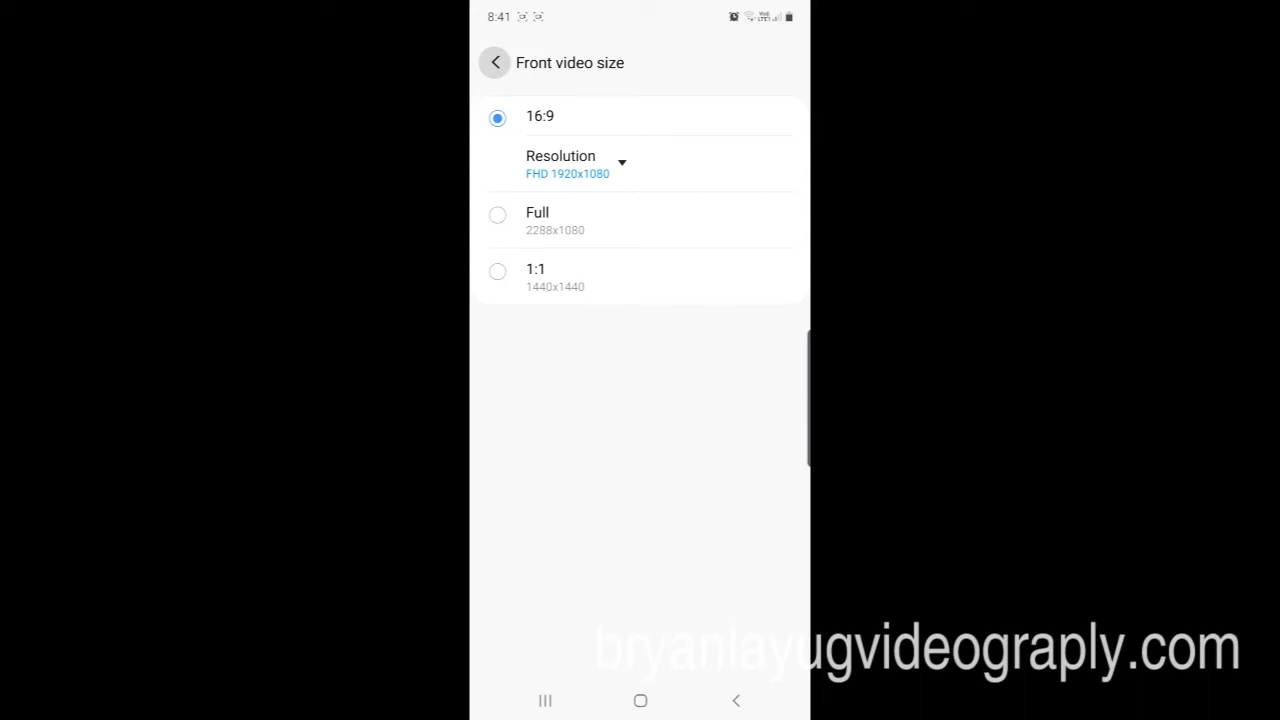 8:41
Front video size
16:9
Resolution
FHD 1920x1080
Full
2288x1080
1:1
1440x1440
bryanlayugvideograply.com